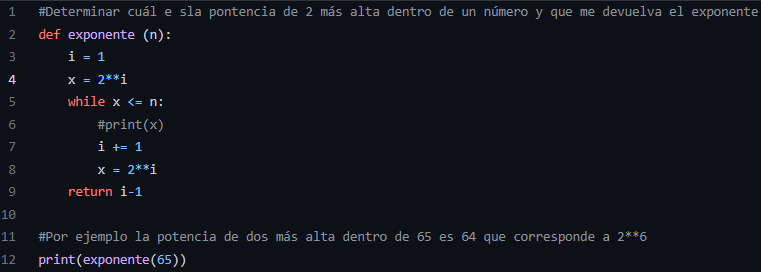 1 #Determinar cuál e sla pontencia de 2 más alta dentro de un número y que me devuelva el exponente
2 def exponente (n):
3     i = 1
4     x = 2**i
5     while x <= n:
6         #print(x)
7         i += 1
8         x = 2**i
9     return i-1
10
11 #Por ejemplo la potencia de dos más alta dentro de 65 es 64 que corresponde a 2**6
12 print(exponente(65))